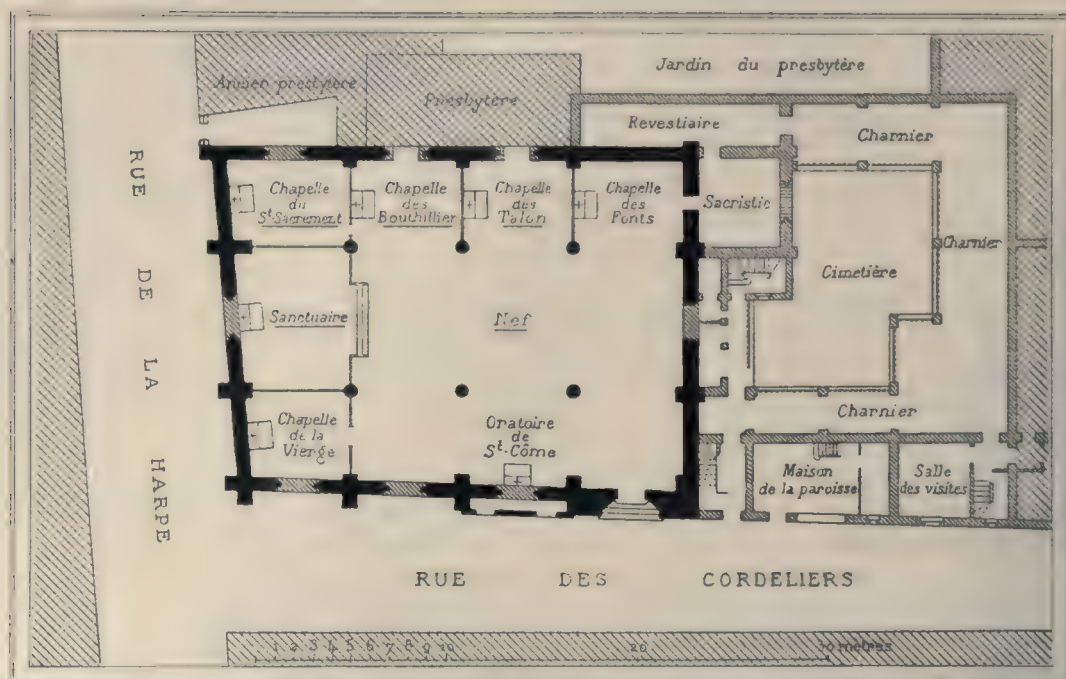 Jardin du presbytère
Ancien presbytère
Presbytère
Revestiaire
Charnier
Chapelle
du
St Sacrement
Chapelle
des
Bouthillier
Chapelle
des
Talon
Chapelle
des
Fonts
Sacristie
Charnier
Cimetière
Sanctuaire
Nef
Charnier
Chapelle
de la
Vierge
Oratoire
de
St-Côme
Maison
de la paroisse
Salle
des visites
RUE DE LA HARPE
RUE DES CORDELIERS
1 2 3 4 5 6 7 8 9 10 20 30 mètres